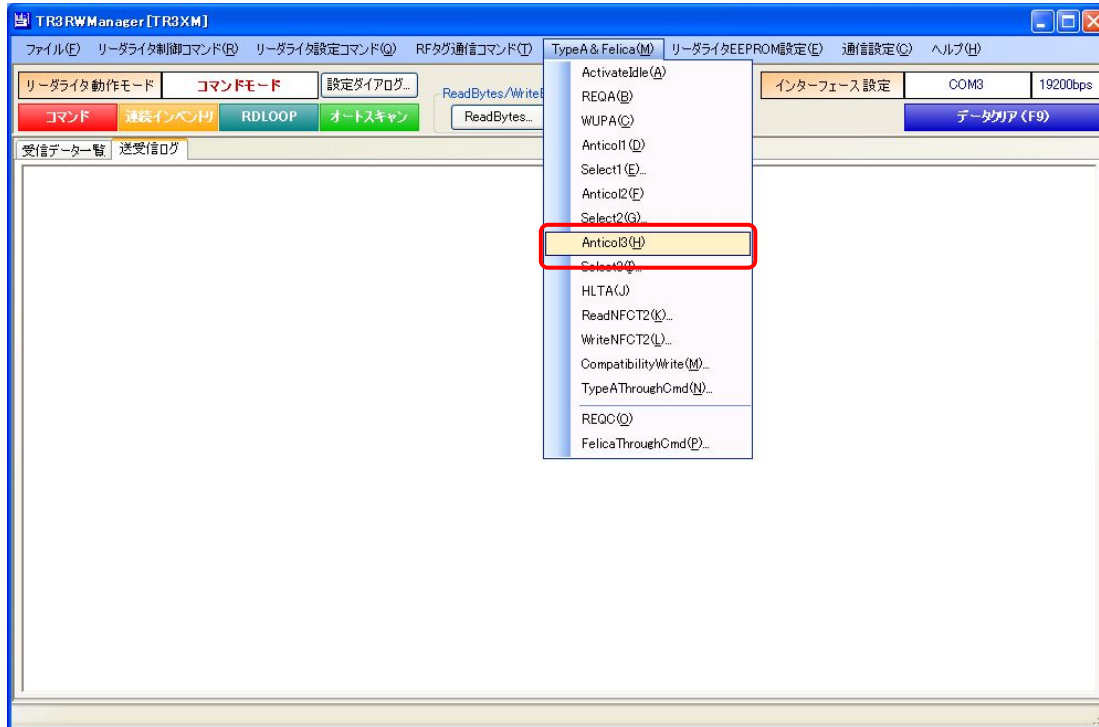 TR3RWManager[TR3XM]
ファイル(F) リーダライタ制御コマンド(R) リーダライタ設定コマンド(Q) RFタグ通信コマンド(T) TypeA&Felica(M) リーダライタEEPROM設定(E) 通信設定(C) ヘルプ(H)
リーダライタ動作モード コマンドモード 設定ダイアログ... インターフェース設定 COM3 19200bps
ReadBytes/Write
コマンド 連続インベントリ RDLOOP オートスキャン ReadBytes... データクリア(F9)
受信データ一覧 送受信ログ
ActivateIdle(A)
REQA(B)
WUPA(C)
Anticol1(D)
Select1(E)...
Anticol2(F)
Select2(G)...
Anticol3(H)
Select3(I)...
HLTA(J)
ReadNFCT2(K)...
WriteNFCT2(L)...
CompatibilityWrite(M)...
TypeAThroughCmd(N)...
REQC(O)
FelicaThroughCmd(P)...